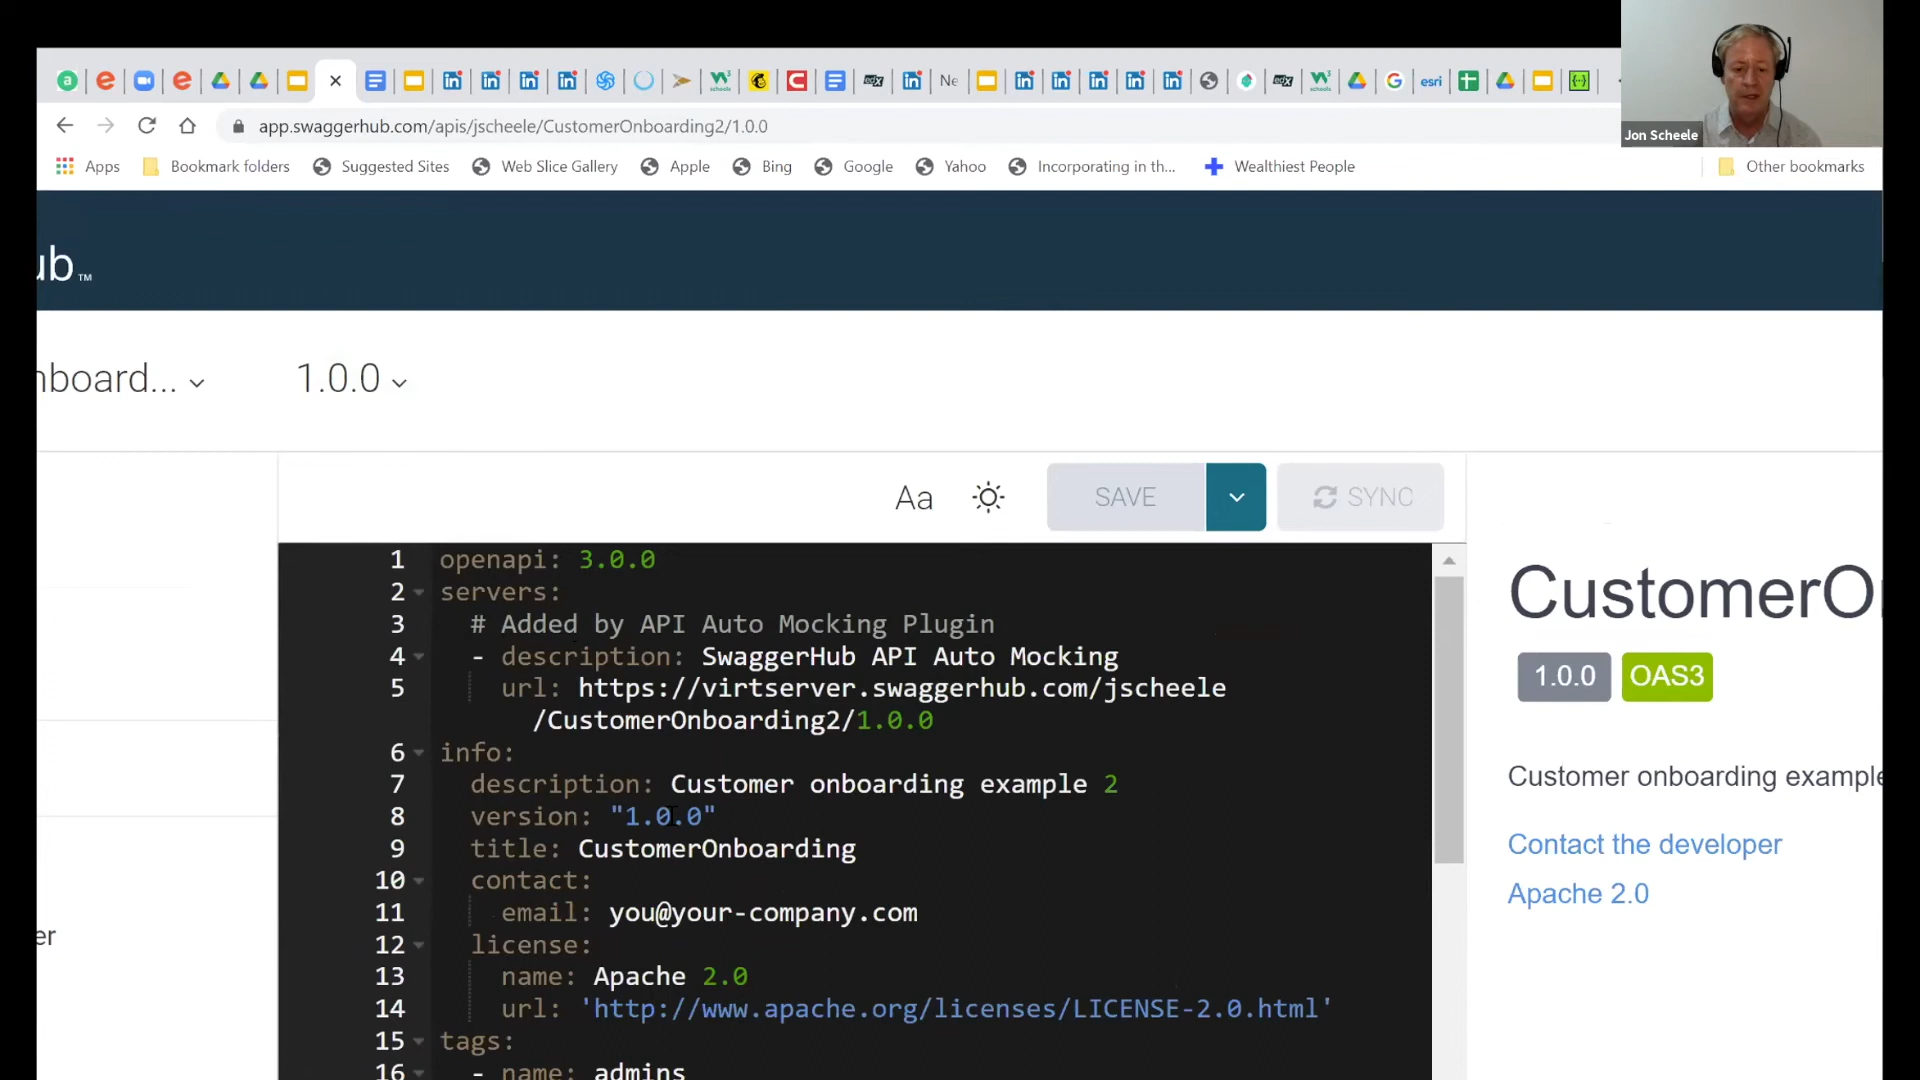 Ne
esri
app.swaggerhub.com/apis/jscheele/CustomerOnboarding2/1.0.0
Jon Scheele
Apps Bookmark folders Suggested Sites Web Slice Gallery Apple Bing Google Yahoo Incorporating in th... Wealthiest People Other bookmarks
ub™
nboard... 1.0.0
Aa SAVE SYNC
1 openapi: 3.0.0
2 servers:
3 # Added by API Auto Mocking Plugin
4 - description: SwaggerHub API Auto Mocking
5 url: https://virtserver.swaggerhub.com/jscheele
/CustomerOnboarding2/1.0.0
6 info:
7 description: Customer onboarding example 2
8 version: "1.0.0"
9 title: CustomerOnboarding
10 contact:
11 email: you@your-company.com
12 license:
13 name: Apache 2.0
14 url: 'http://www.apache.org/licenses/LICENSE-2.0.html'
15 tags:
16 - name: admins
er
CustomerO
1.0.0 OAS3
Customer onboarding example
Contact the developer
Apache 2.0